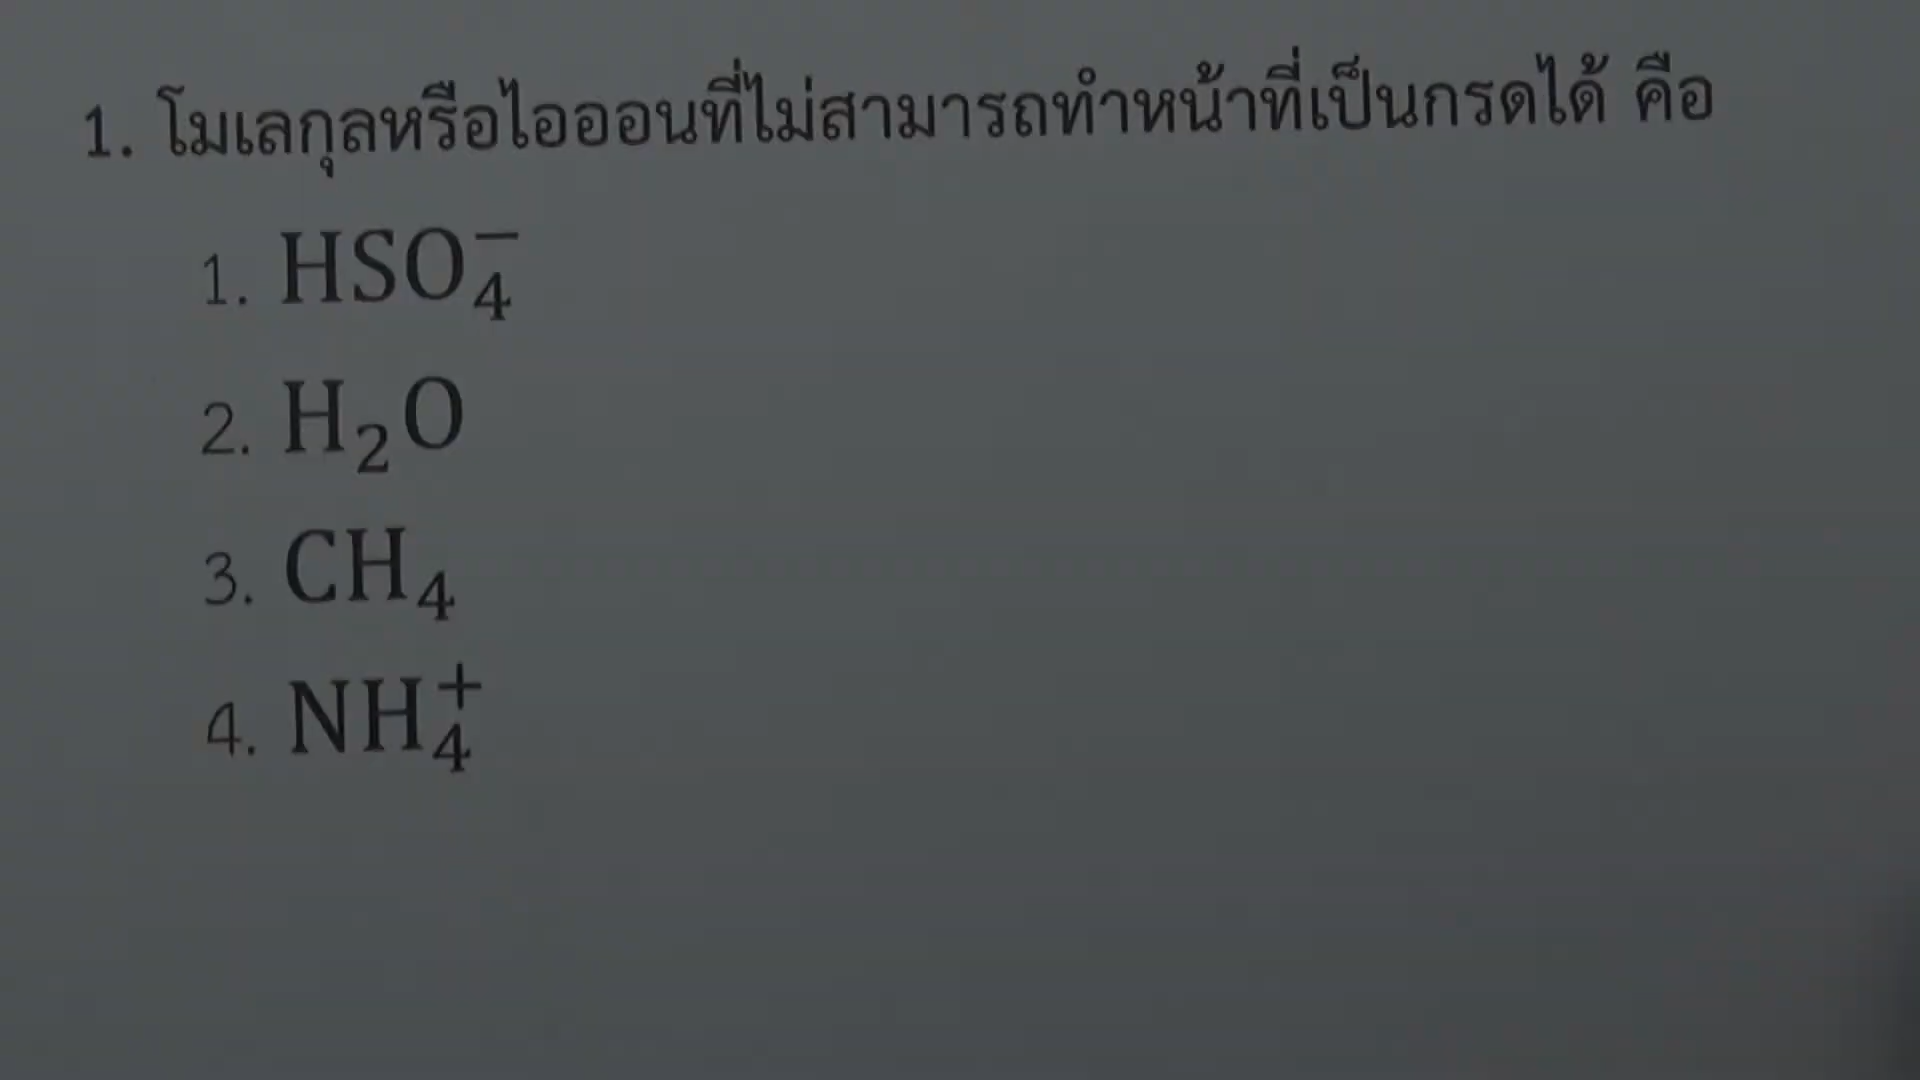 1. โมเลกุลหรือไอออนที่ไม่สามารถทำหน้าที่เป็นกรดได้ คือ
1. HSO₄⁻
2. H₂O
3. CH₄
4. NH₄⁺